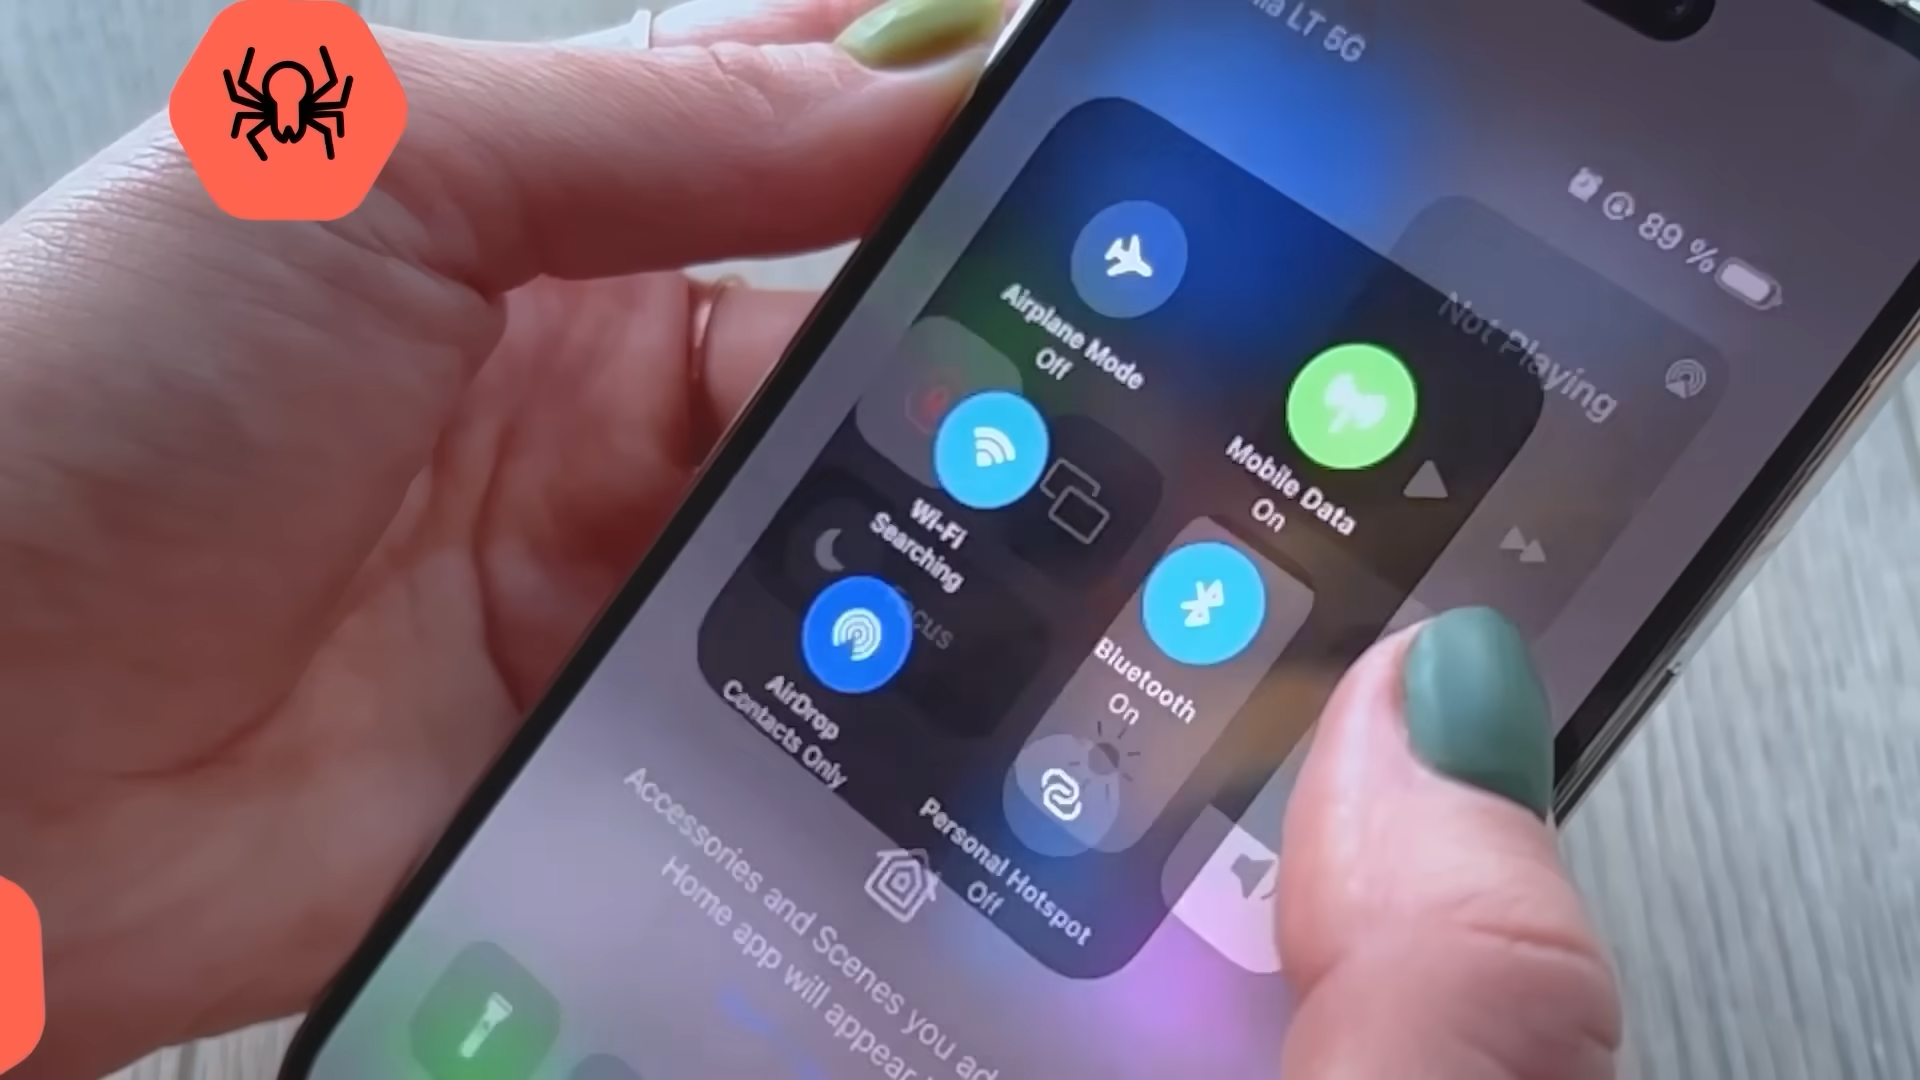 LT 5G
89 %
Not Playing
Airplane Mode
Off
Mobile Data
On
Wi-Fi
Searching
Bluetooth
On
AirDrop
Contacts Only
Personal Hotspot
Off
Accessories and Scenes you
Home app will appear